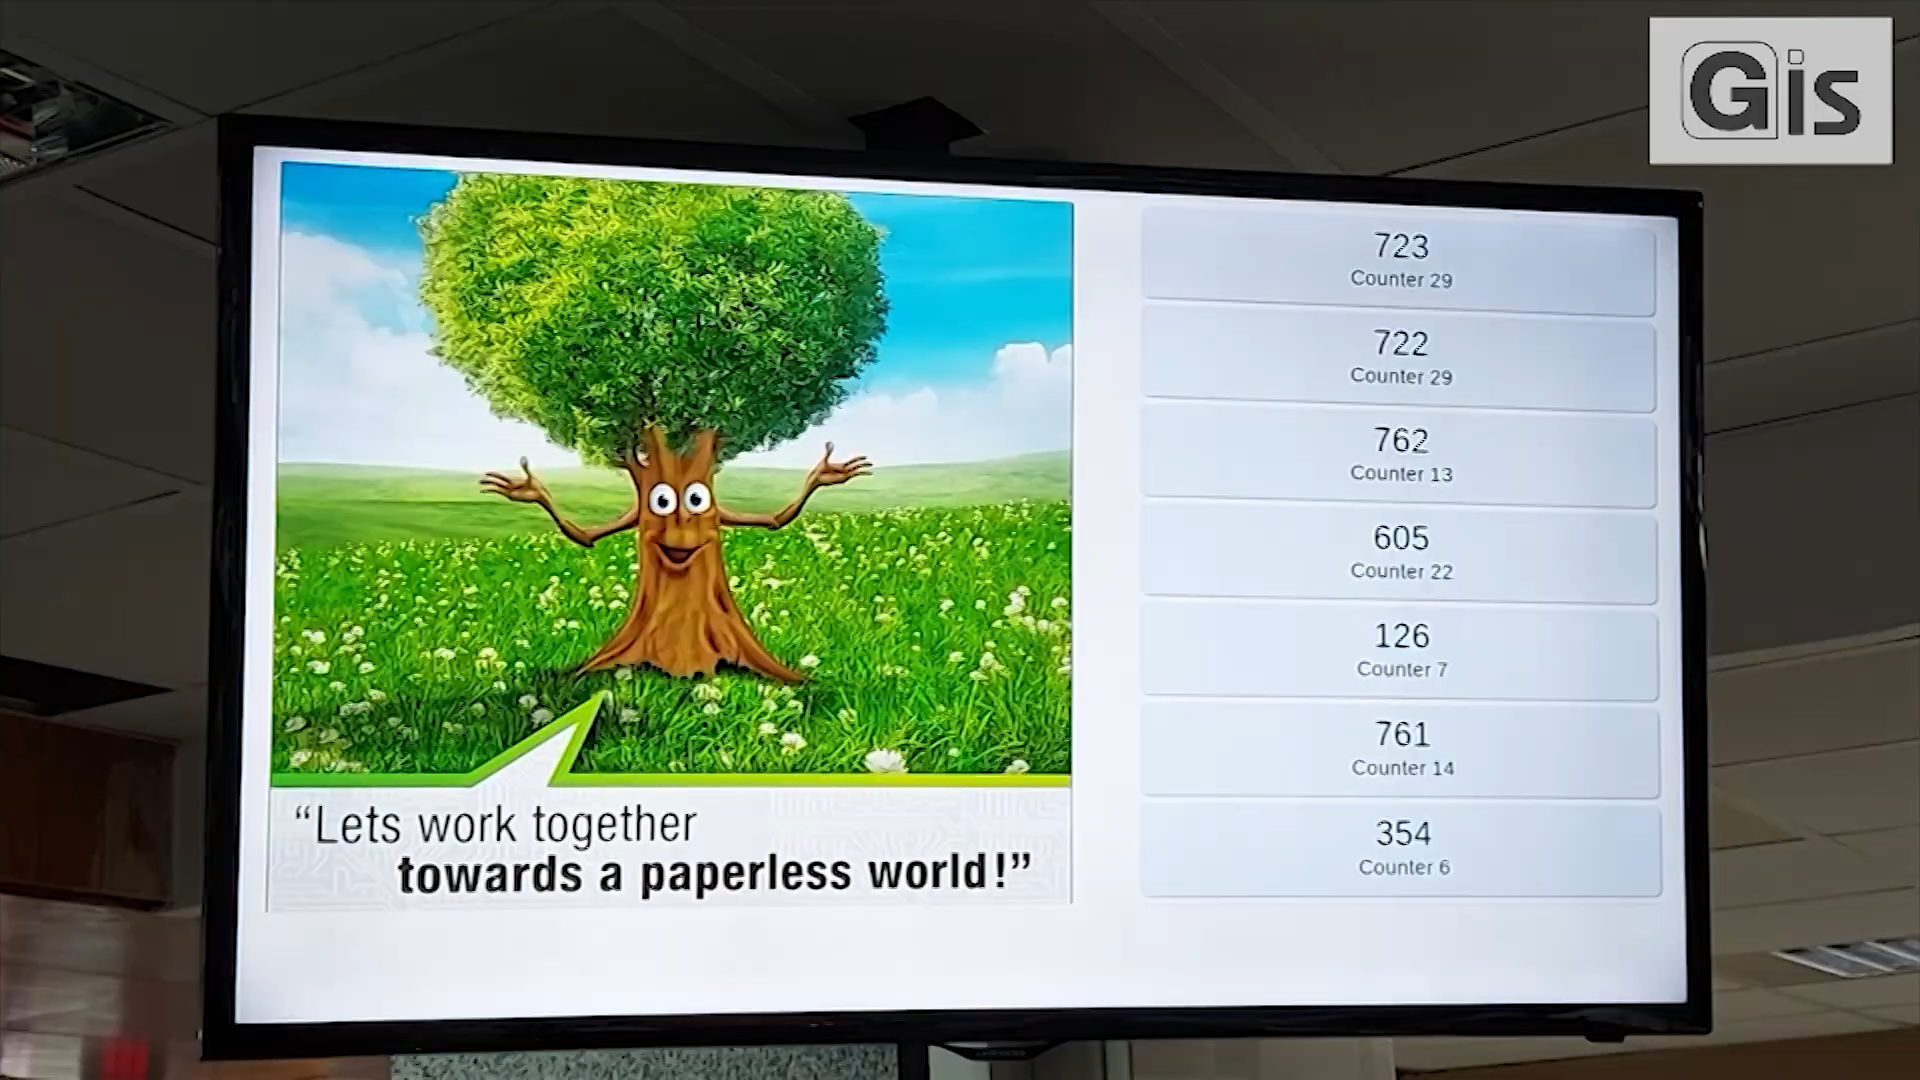 Gis
“Lets work together
towards a paperless world!”
723
Counter 29
722
Counter 29
762
Counter 13
605
Counter 22
126
Counter 7
761
Counter 14
354
Counter 6